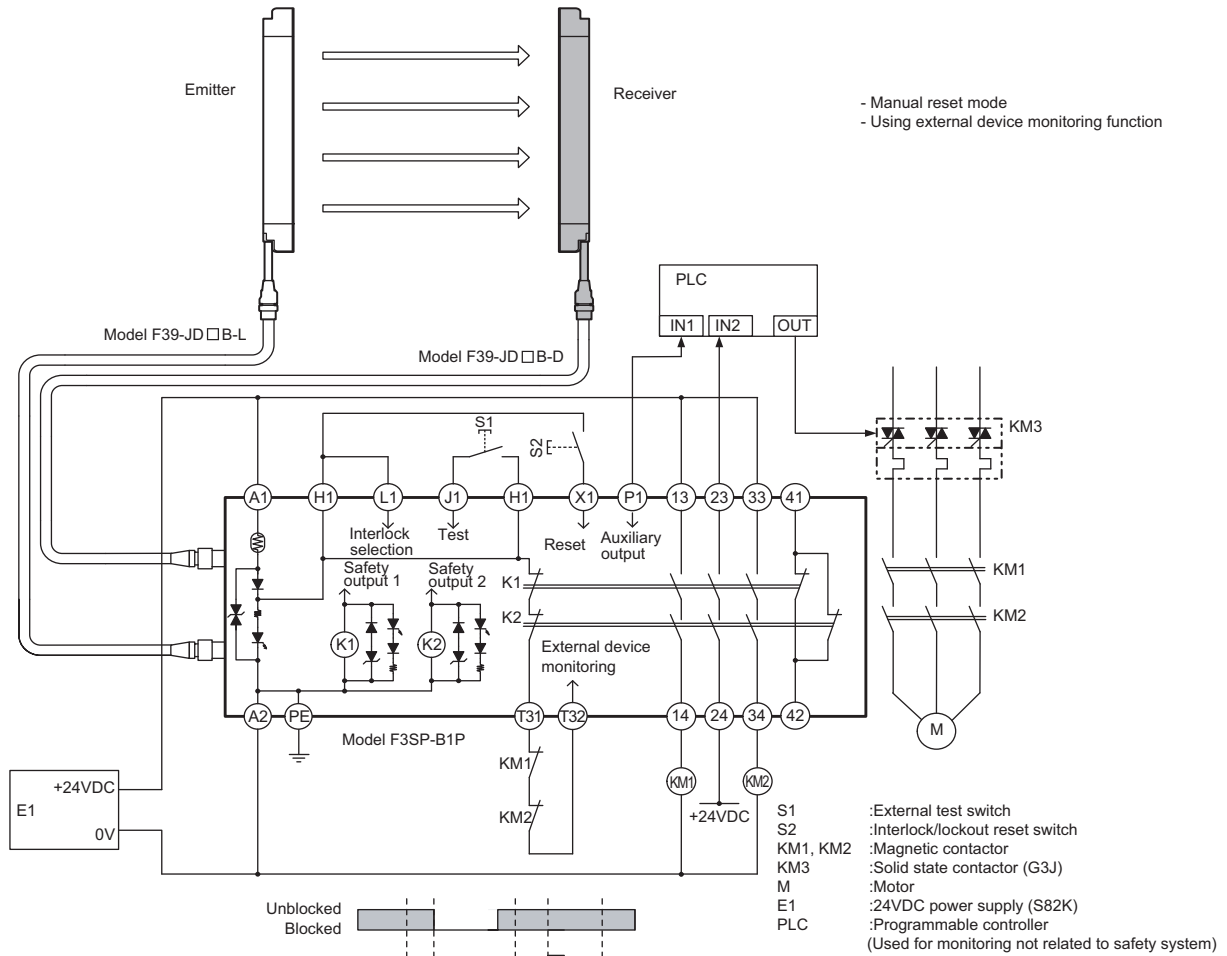 Emitter
Receiver
- Manual reset mode
- Using external device monitoring function
PLC
IN1 IN2 OUT
Model F39-JD□B-L
Model F39-JD□B-D
KM3
S1
S2
A1 H1 L1 J1 H1 X1 P1 13 23 33 41
Interlock
selection
Test
Reset
Auxiliary
output
Safety
output 1
Safety
output 2
K1
K2
K1
K2
External device
monitoring
KM1
KM2
M
A2 PE T31 T32 14 24 34 42
Model F3SP-B1P
KM1
KM2
KM1
KM2
+24VDC
+24VDC
E1
0V
S1 :External test switch
S2 :Interlock/lockout reset switch
KM1, KM2 :Magnetic contactor
KM3 :Solid state contactor (G3J)
M :Motor
E1 :24VDC power supply (S82K)
PLC :Programmable controller
(Used for monitoring not related to safety system)
Unblocked
Blocked